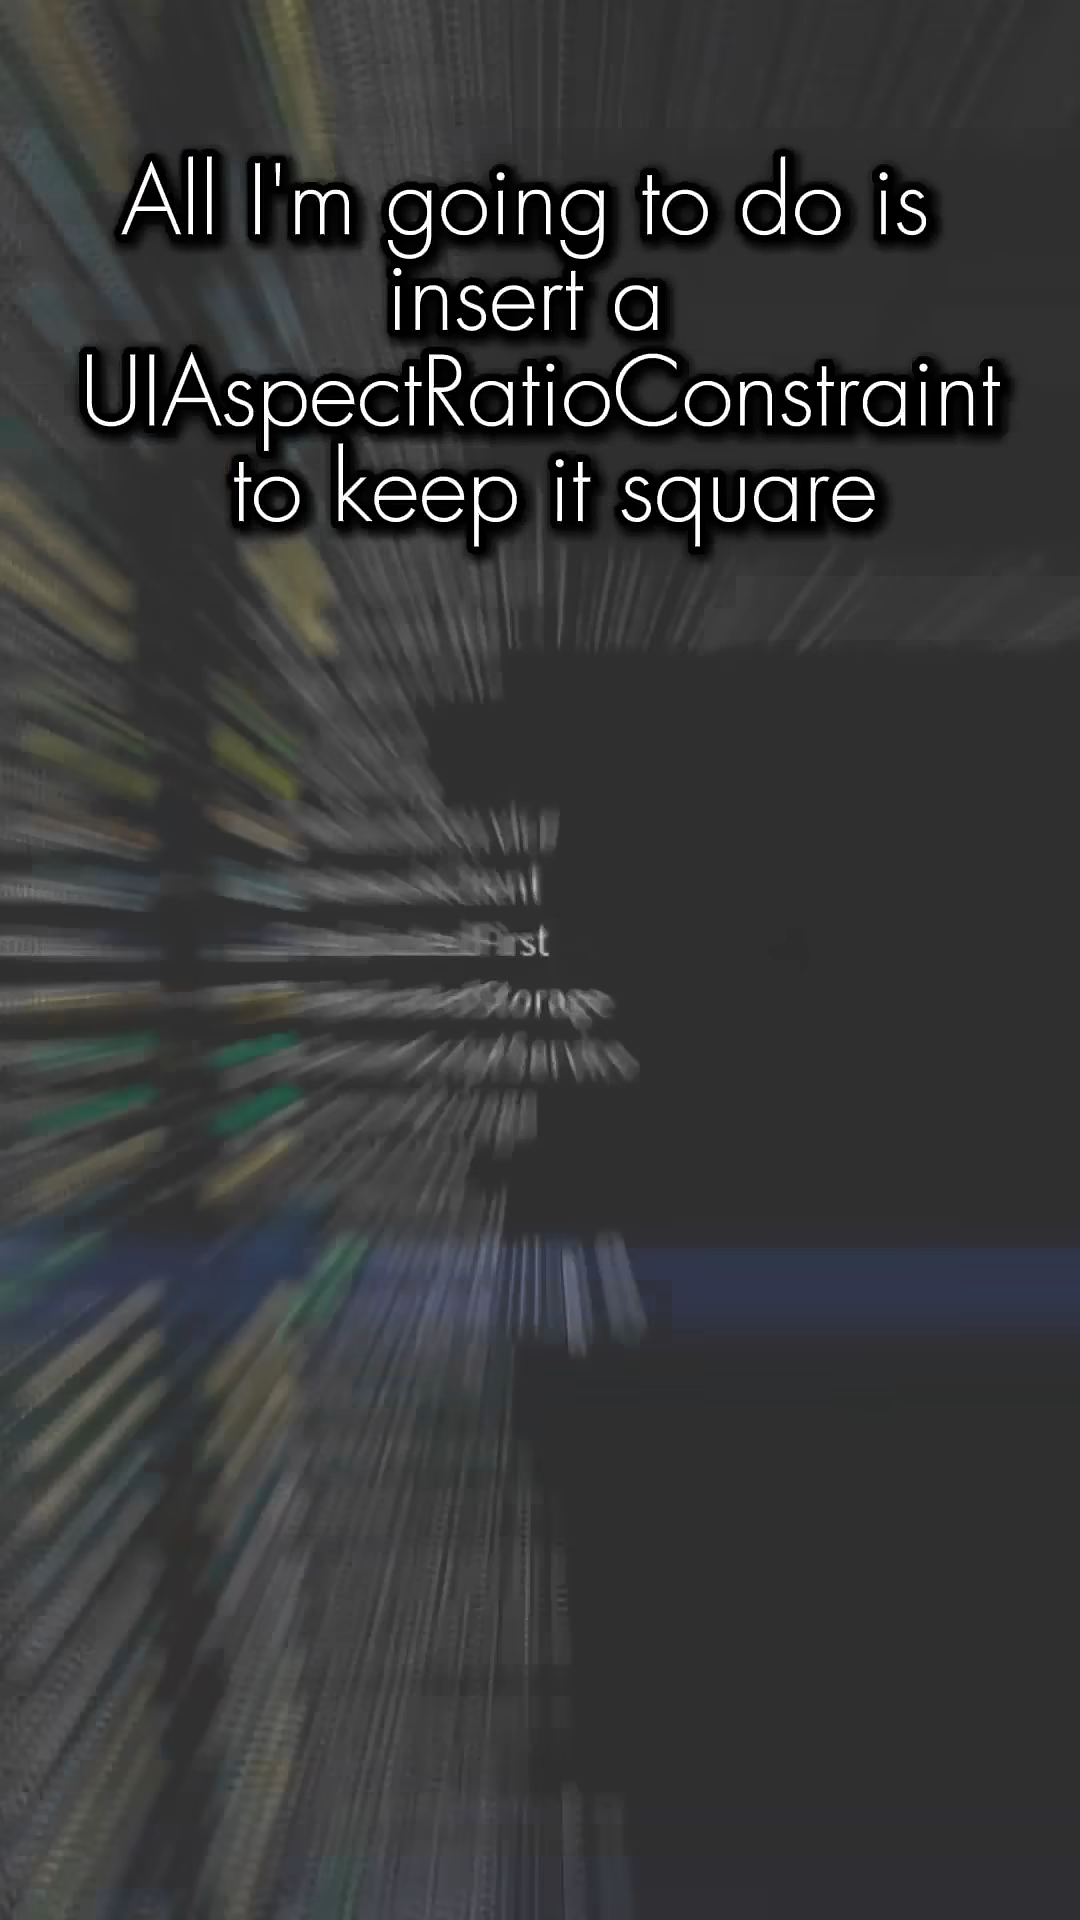 All I'm going to do is
insert a
UIAspectRatioConstraint
to keep it square